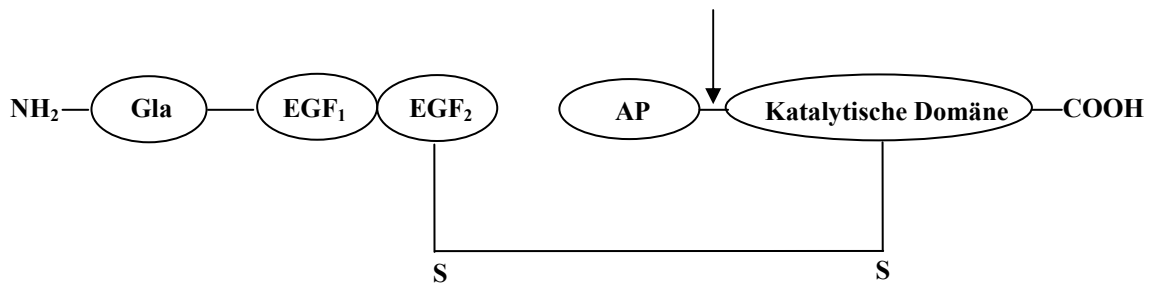 NH₂ Gla EGF₁ EGF₂ AP Katalytische Domäne COOH
S S